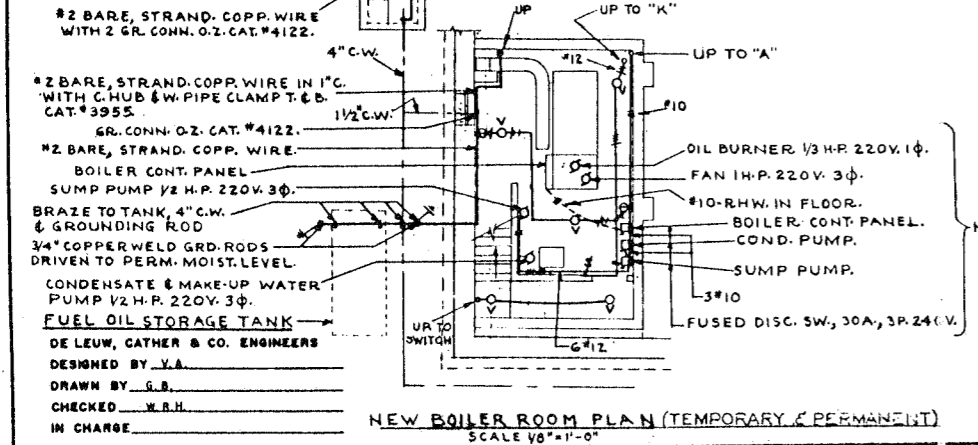 #2 BARE, STRAND. COPP. WIRE
WITH 2 GR. CONN. O.Z. CAT. #4122.
4" C.W.
#2 BARE, STRAND. COPP. WIRE IN 1" C.
WITH C. HUB & W. PIPE CLAMP T. & B.
CAT. #3955.
1 1/2" C.W.
GR. CONN. O.Z. CAT. #4122.
#2 BARE, STRAND. COPP. WIRE.
BOILER CONT. PANEL
SUMP PUMP 1/2 H.P. 220V. 3φ.
BRAZE TO TANK, 4" C.W.
& GROUNDING ROD
3/4" COPPERWELD GRD. RODS
DRIVEN TO PERM. MOIST. LEVEL.
CONDENSATE & MAKE-UP WATER
PUMP 1/2 H.P. 220V. 3φ.
FUEL OIL STORAGE TANK
DE LEUW, CATHER & CO. ENGINEERS
DESIGNED BY V.A.
DRAWN BY G.B.
CHECKED W.R.H.
IN CHARGE
UP
UP TO "K"
#12
UP TO "A"
#10
OIL BURNER 1/3 H.P. 220V. 1φ.
FAN 1 H.P. 220V. 3φ.
#10-RHW. IN FLOOR.
BOILER CONT. PANEL.
COND. PUMP.
SUMP PUMP.
3#10
FUSED DISC. SW., 30A., 3P. 240V.
UP TO
SWITCH
6#12
NEW BOILER ROOM PLAN (TEMPORARY & PERMANENT)
SCALE 1/8"=1'-0"